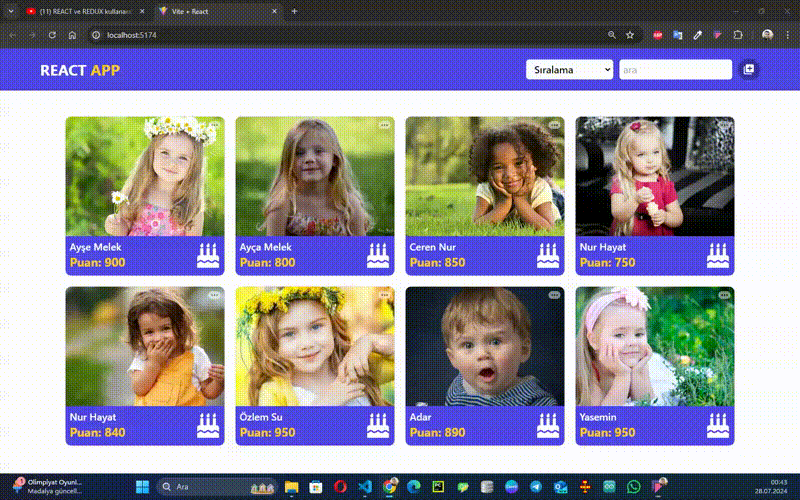 (11) REACT ve REDUX kullanar
Vite + React
localhost:5174
REACT APP
Sıralama
ara
Ayşe Melek
Puan: 900
Ayça Melek
Puan: 800
Ceren Nur
Puan: 850
Nur Hayat
Puan: 750
Nur Hayat
Puan: 840
Özlem Su
Puan: 950
Adar
Puan: 890
Yasemin
Puan: 950
Olimpiyat Oyunl...
Madalya güncell...
Ara
00:43
28.07.2024